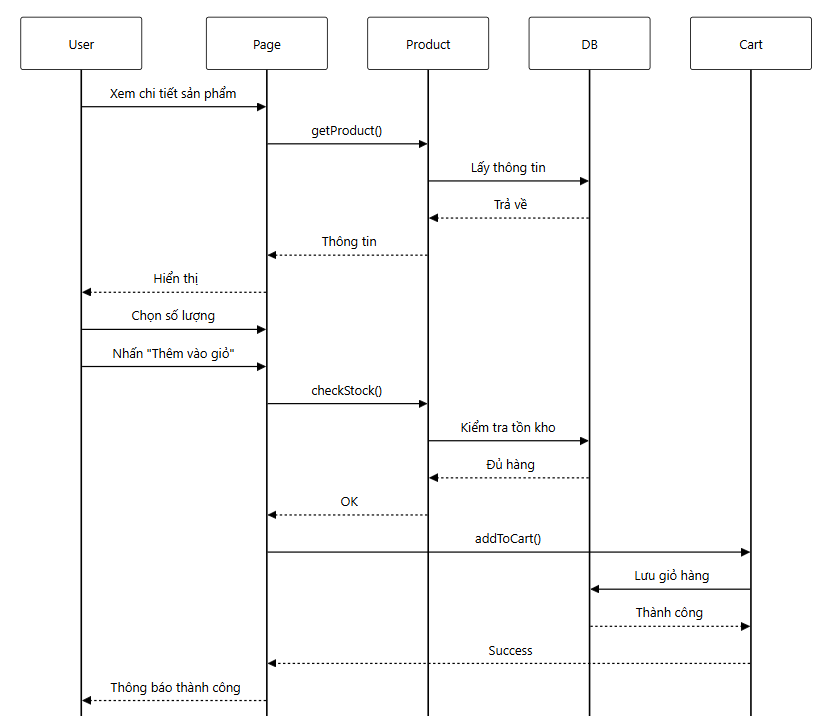 User
Page
Product
DB
Cart
Xem chi tiết sản phẩm
getProduct()
Lấy thông tin
Trả về
Thông tin
Hiển thị
Chọn số lượng
Nhấn "Thêm vào giỏ"
checkStock()
Kiểm tra tồn kho
Đủ hàng
OK
addToCart()
Lưu giỏ hàng
Thành công
Success
Thông báo thành công